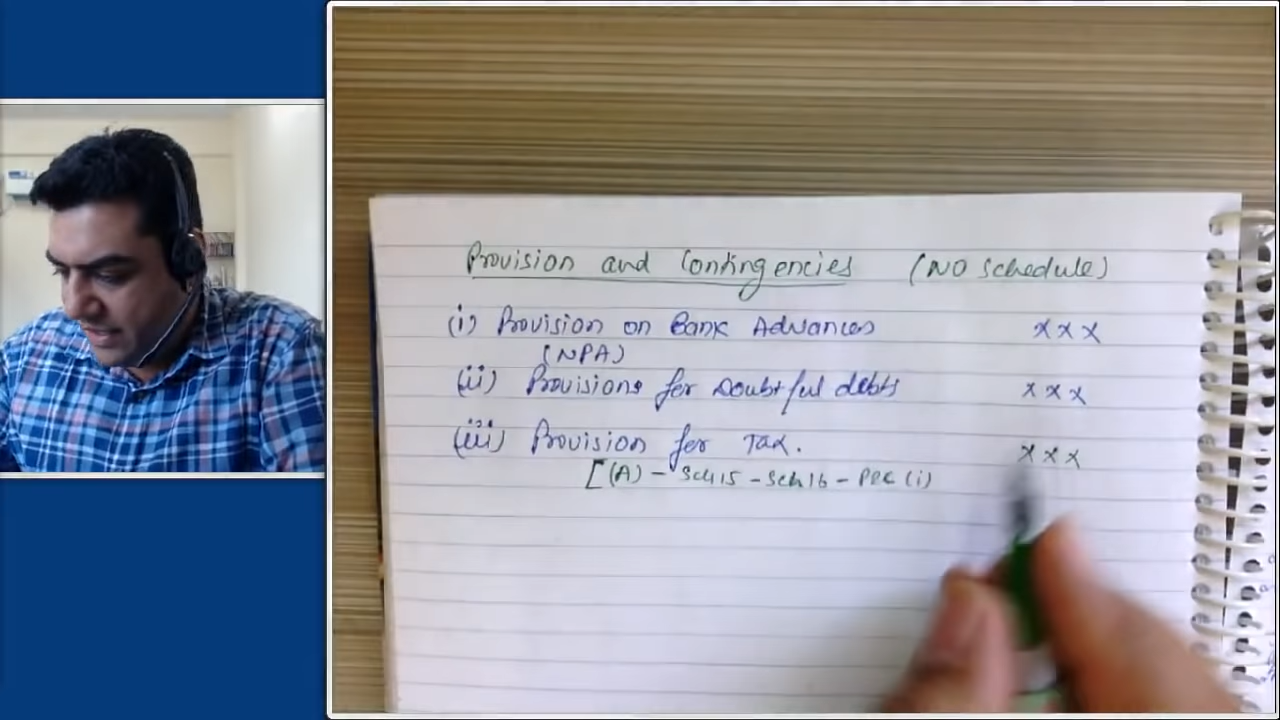 Provision and Contingencies (NO Schedule)
(i) Provision on Bank Advances xxx
(NPA)
(ii) Provisions for Doubtful debts xxx
(iii) Provision for Tax. xxx
[(A) - Sch15 - Sch16 - P&C (i)